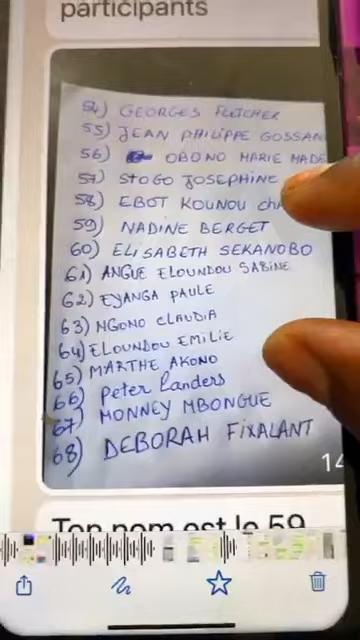 participants
54) GEORGES FLETCHER
55) JEAN PHILIPPE GOSSAN
56) OBONO MARIE MADE
57) STOGO JOSEPHINE
58) EBOT KOUNOU CH
59) NADINE BERGET
60) ELISABETH SEKANOBO
61) ANGUE ELOUNDOU SABINE
62) EYANGA PAULE
63) NGONO CLAUDIA
64) ELOUNDOU EMILIE
65) MARTHE AKONO
66) Peter Landers
67) MONNEY MBONGUE
68) DEBORAH FIXALANT
14
Ton nom est le 59